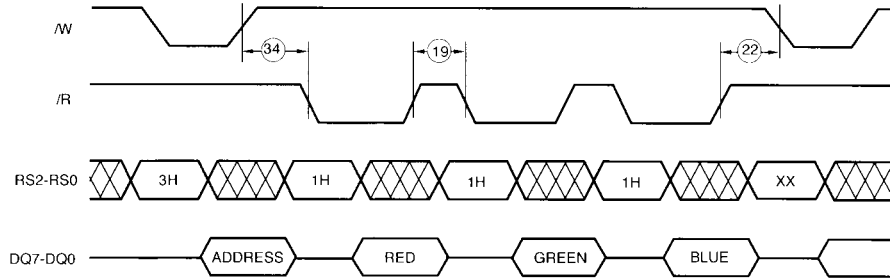 /W
34
19
22
/R
RS2-RS0 3H 1H 1H 1H XX
DQ7-DQ0 ADDRESS RED GREEN BLUE